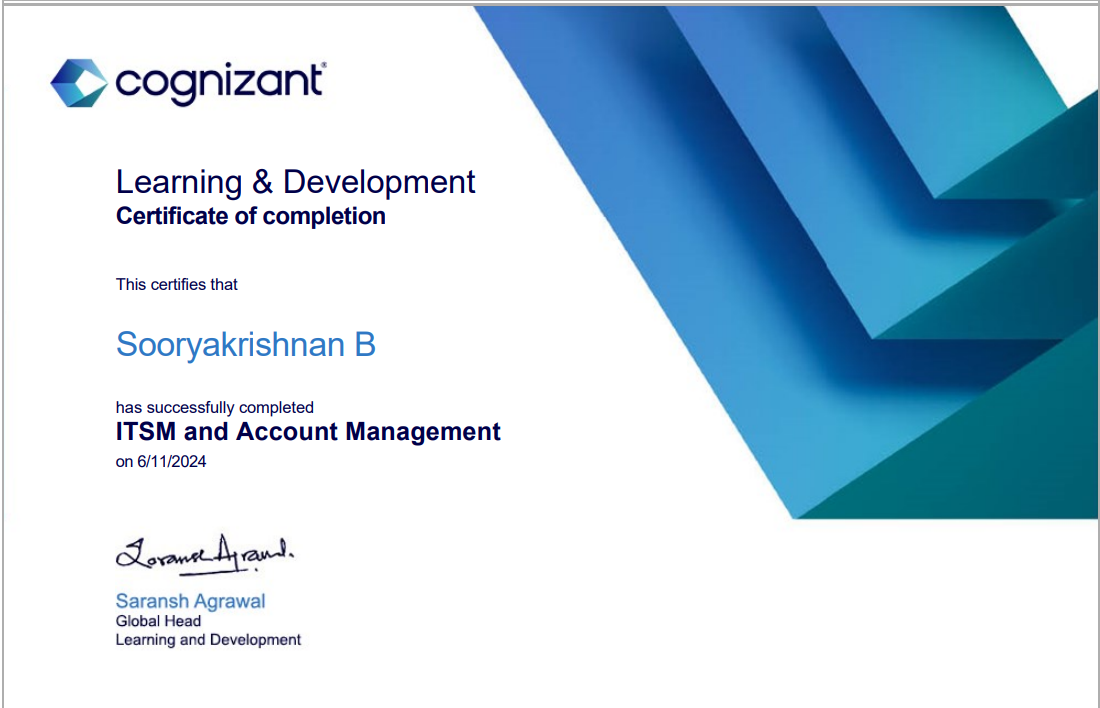 cognizant®
Learning & Development
Certificate of completion
This certifies that
Sooryakrishnan B
has successfully completed
ITSM and Account Management
on 6/11/2024
Saransh Agrawal
Global Head
Learning and Development